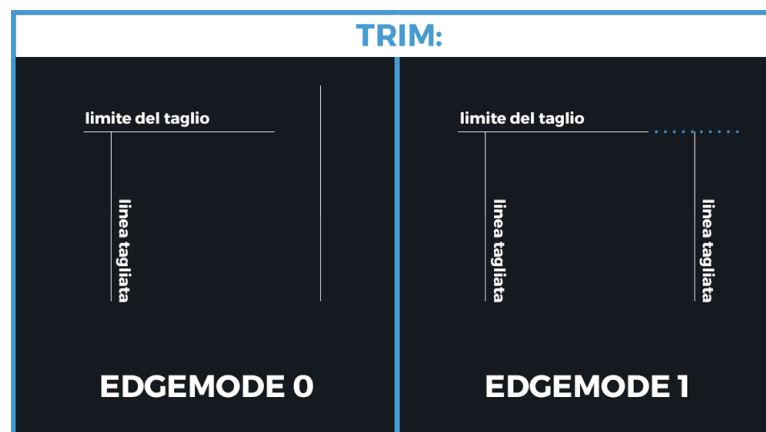 TRIM:
limite del taglio
linea tagliata
EDGEMODE 0
limite del taglio
linea tagliata
linea tagliata
EDGEMODE 1